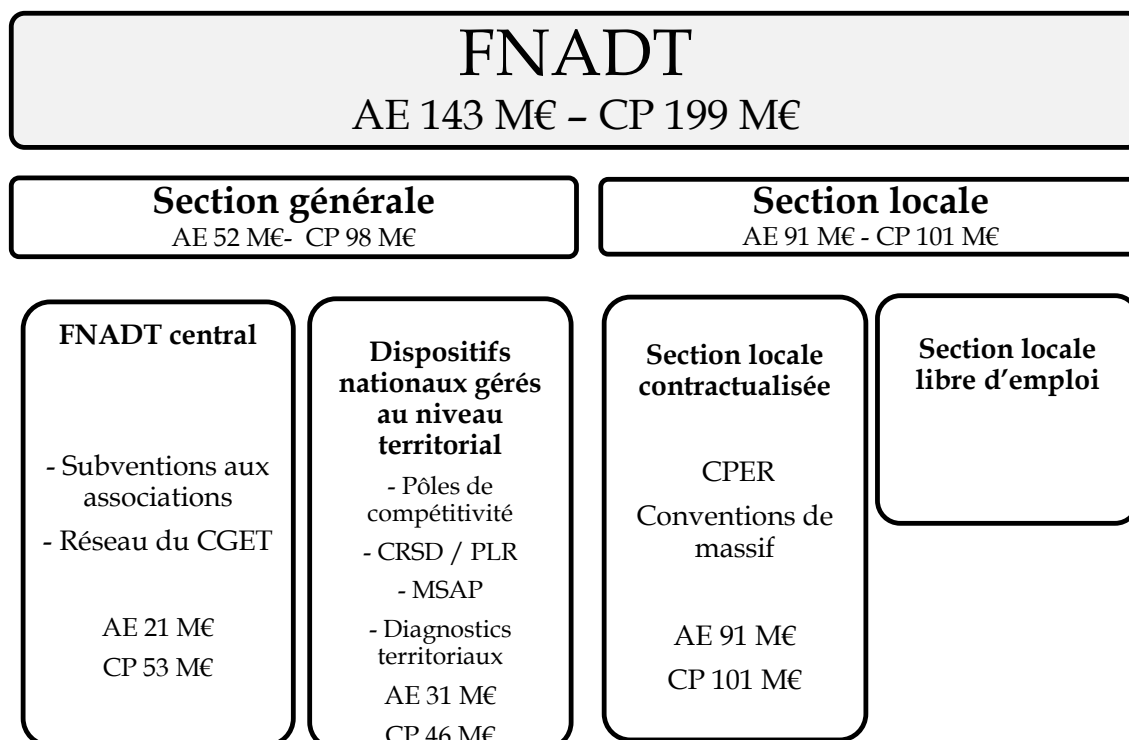 FNADT
AE 143 M€ – CP 199 M€
Section générale
AE 52 M€- CP 98 M€
Section locale
AE 91 M€ - CP 101 M€
FNADT central
- Subventions aux
associations
- Réseau du CGET
AE 21 M€
CP 53 M€
Dispositifs
nationaux gérés
au niveau
territorial
- Pôles de
compétitivité
- CRSD / PLR
- MSAP
- Diagnostics
territoriaux
AE 31 M€
CP 46 M€
Section locale
contractualisée
CPER
Conventions de
massif
AE 91 M€
CP 101 M€
Section locale
libre d’emploi